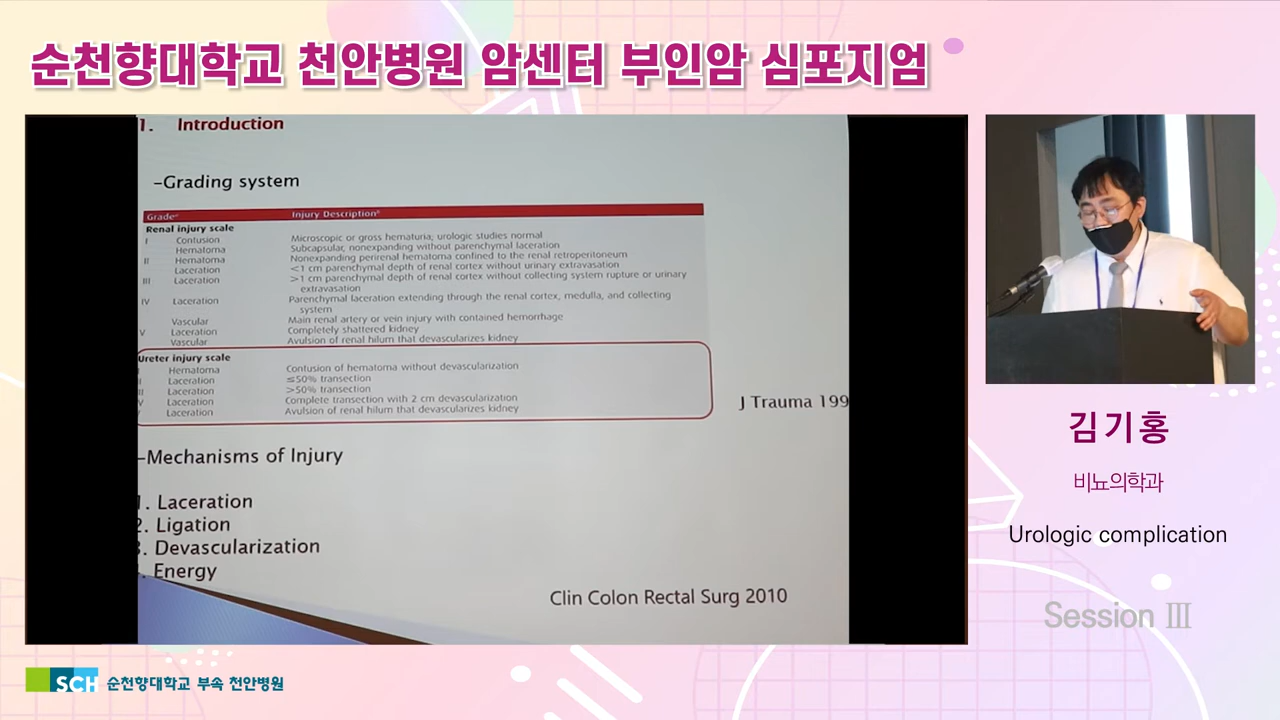 순천향대학교 천안병원 암센터 부인암 심포지엄
1. Introduction
-Grading system
Grade Injury Description
Renal injury scale
I Contusion Microscopic or gross hematuria; urologic studies normal
Hematoma Subcapsular, nonexpanding without parenchymal laceration
II Hematoma Nonexpanding perirenal hematoma confined to the renal retroperitoneum
Laceration <1 cm parenchymal depth of renal cortex without urinary extravasation
III Laceration >1 cm parenchymal depth of renal cortex without collecting system rupture or urinary
extravasation
IV Laceration Parenchymal laceration extending through the renal cortex, medulla, and collecting
system
Vascular Main renal artery or vein injury with contained hemorrhage
V Laceration Completely shattered kidney
Vascular Avulsion of renal hilum that devascularizes kidney
Ureter injury scale
Hematoma Contusion of hematoma without devascularization
II Laceration ≤50% transection
III Laceration >50% transection
V Laceration Complete transection with 2 cm devascularization
Laceration Avulsion of renal hilum that devascularizes kidney
J Trauma 199
-Mechanisms of Injury
1. Laceration
2. Ligation
3. Devascularization
. Energy
Clin Colon Rectal Surg 2010
김기홍
비뇨의학과
Urologic complication
Session Ⅲ
SCH 순천향대학교 부속 천안병원